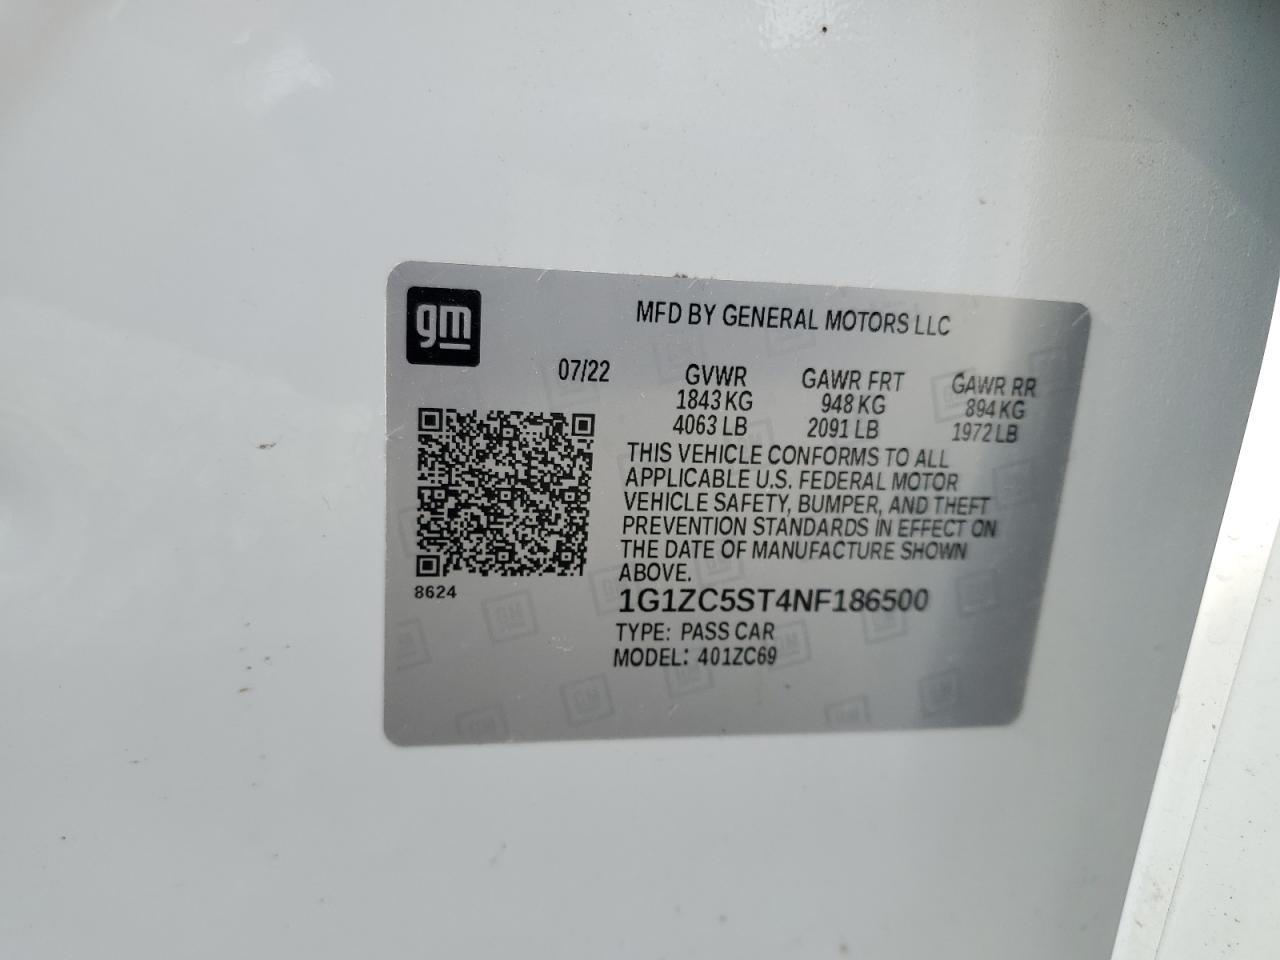 gm
MFD BY GENERAL MOTORS LLC
07/22
GVWR
1843 KG
4063 LB
GAWR FRT
948 KG
2091 LB
GAWR RR
894 KG
1972 LB
THIS VEHICLE CONFORMS TO ALL
APPLICABLE U.S. FEDERAL MOTOR
VEHICLE SAFETY, BUMPER, AND THEFT
PREVENTION STANDARDS IN EFFECT ON
THE DATE OF MANUFACTURE SHOWN
ABOVE.
8624
1G1ZC5ST4NF186500
TYPE: PASS CAR
MODEL: 401ZC69